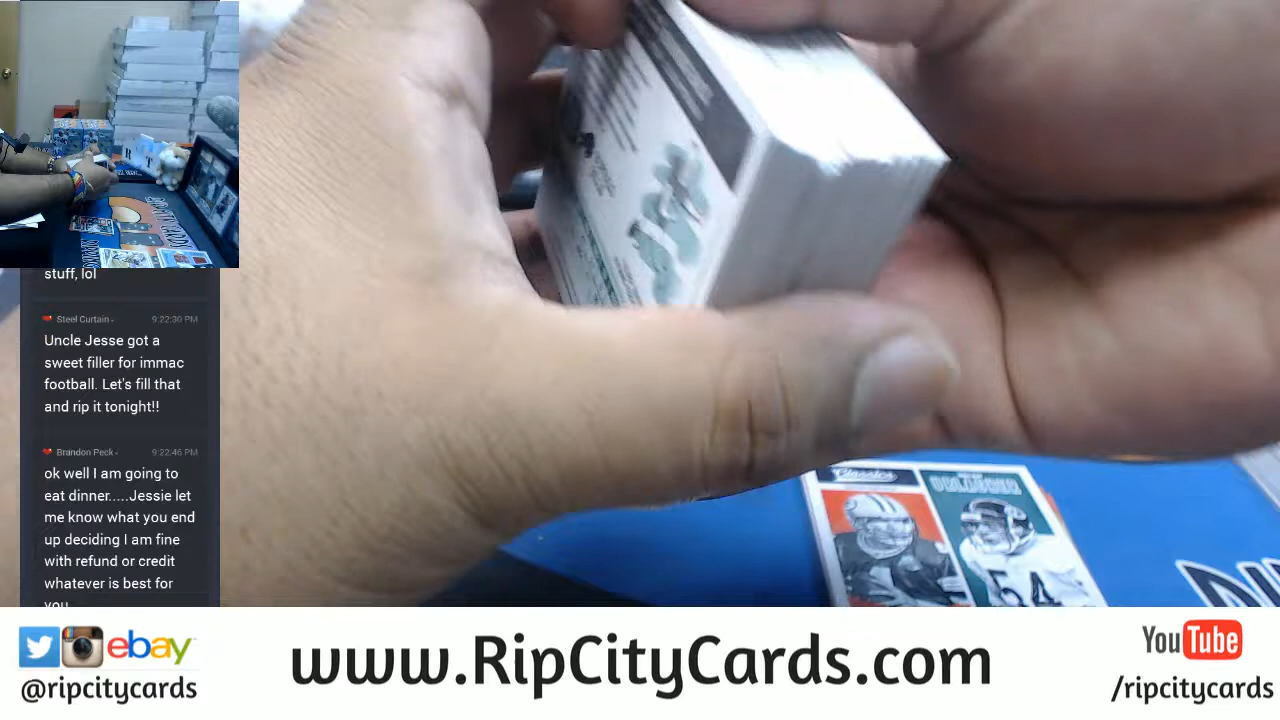 stuff, lol
Steel Curtain - 9:22:30 PM
Uncle Jesse got a
sweet filler for immac
football. Let's fill that
and rip it tonight!!
Brandon Peck - 9:22:46 PM
ok well I am going to
eat dinner.....Jessie let
me know what you end
up deciding I am fine
with refund or credit
whatever is best for
you
Classics
54
ebay
@ripcitycards
www.RipCityCards.com
YouTube
/ripcitycards